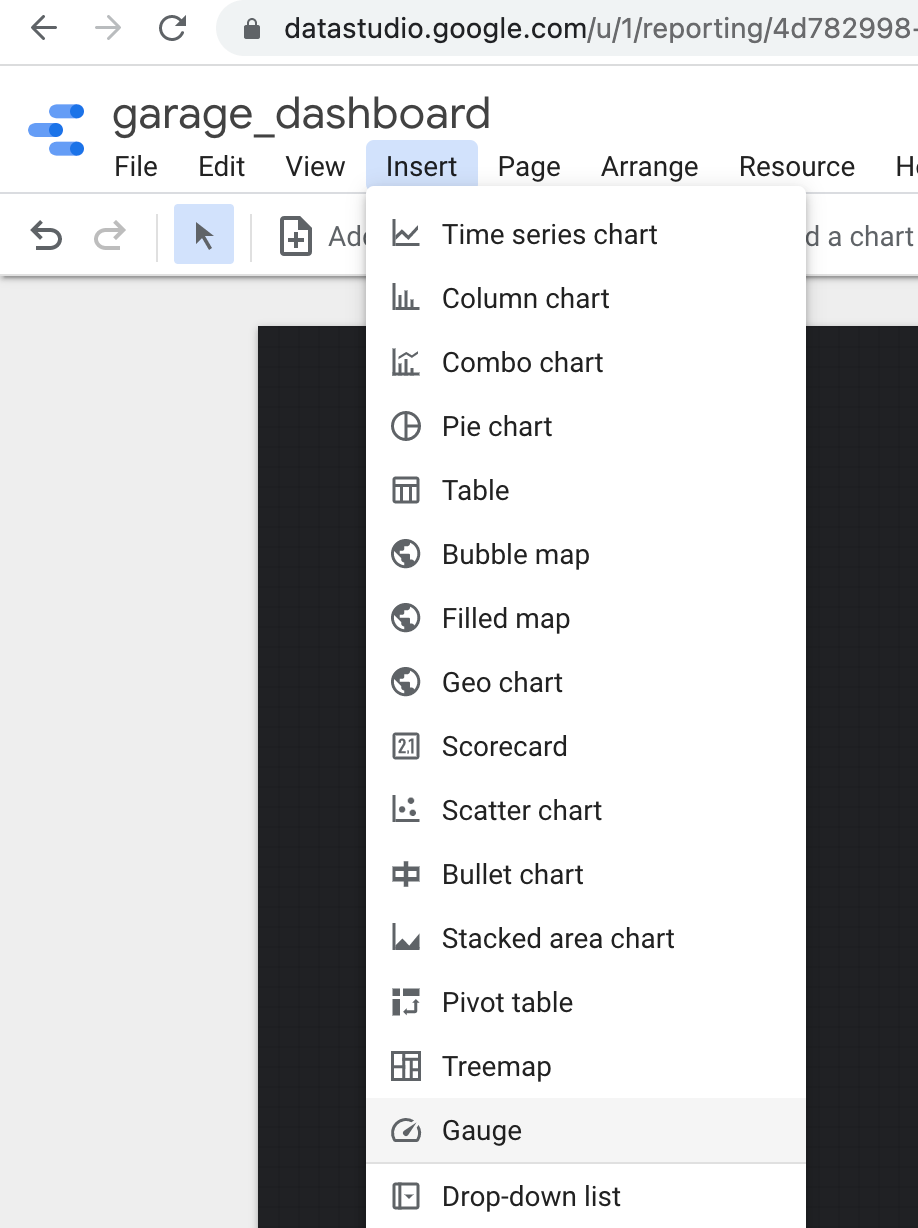 datastudio.google.com/u/1/reporting/4d782998-
garage_dashboard
File Edit View Insert Page Arrange Resource
Time series chart
d a chart
Column chart
Combo chart
Pie chart
Table
Bubble map
Filled map
Geo chart
2.1 Scorecard
Scatter chart
Bullet chart
Stacked area chart
Pivot table
Treemap
Gauge
Drop-down list